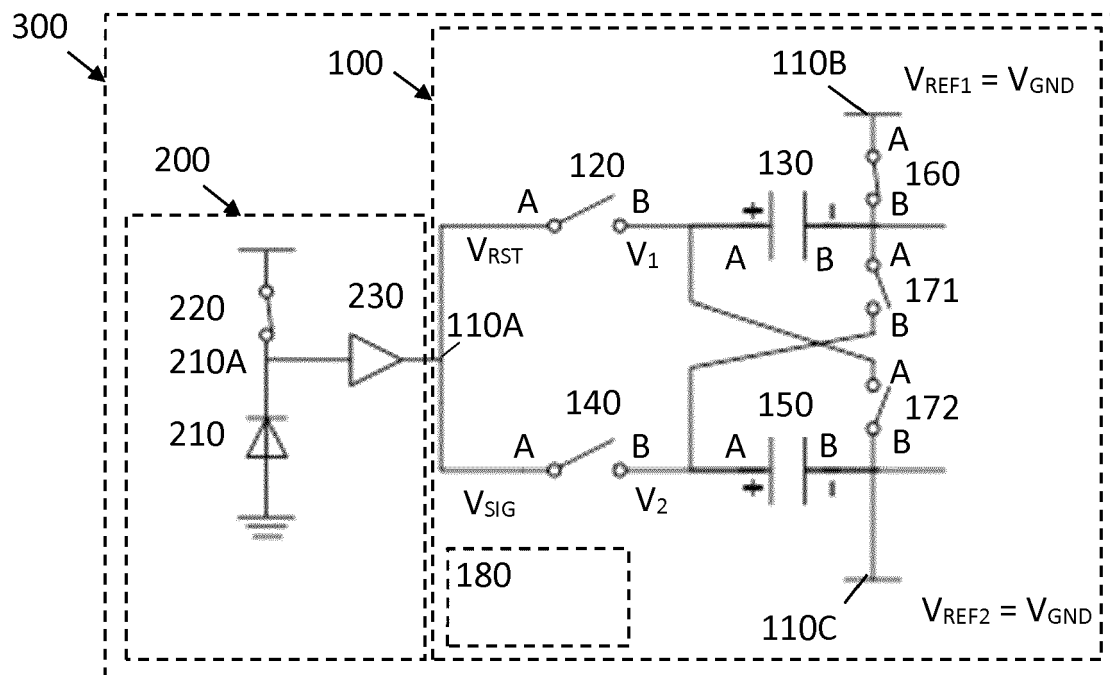 300
100
110B
V_REF1 = V_GND
A
200
120
130
160
A
B
B
V_RST
V_1
A
B
A
220
230
110A
171
210A
B
A
210
140
150
172
A
B
A
B
B
V_SIG
V_2
180
110C
V_REF2 = V_GND